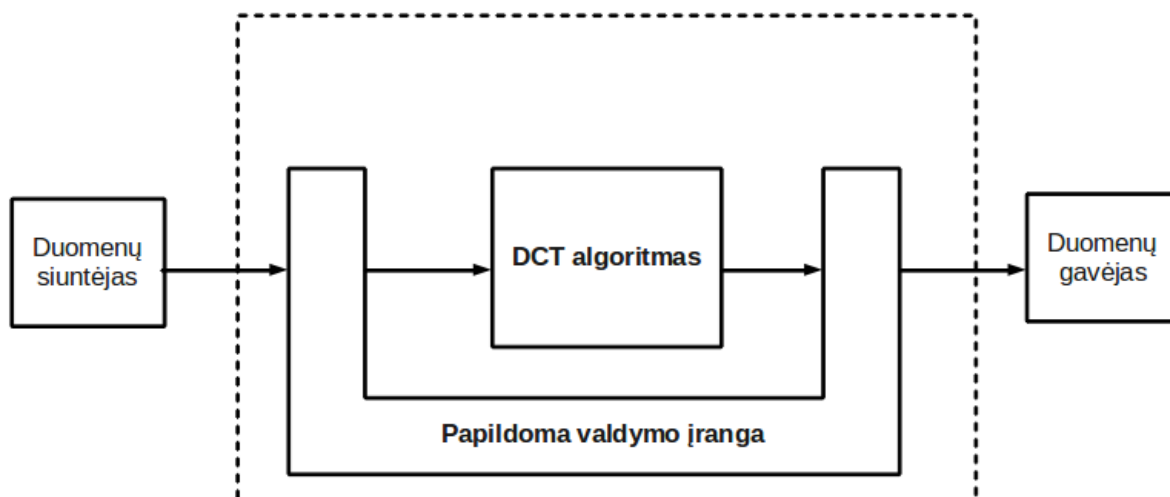 Duomenų
siuntėjas
DCT algoritmas
Duomenų
gavėjas
Papildoma valdymo įranga